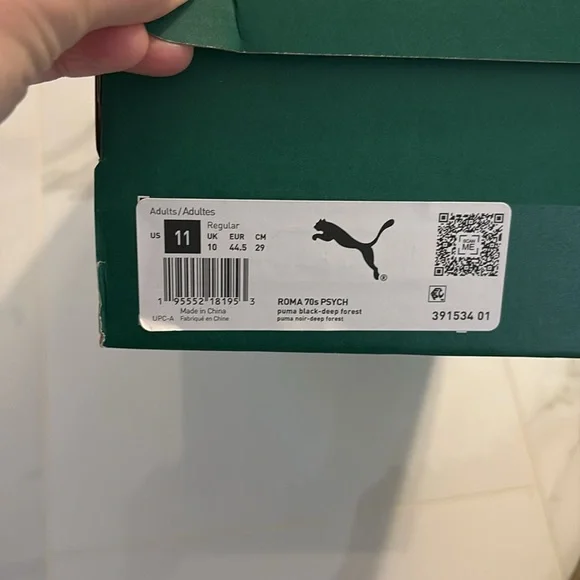 Adults/Adultes
Regular
US 11 UK EUR CM
10 44.5 29
1 95552 18195 3
Made in China
UPC-A Fabriqué en Chine
®
ROMA 70s PSYCH
puma black-deep forest
puma noir-deep forest
SCAN
ME
391534 01